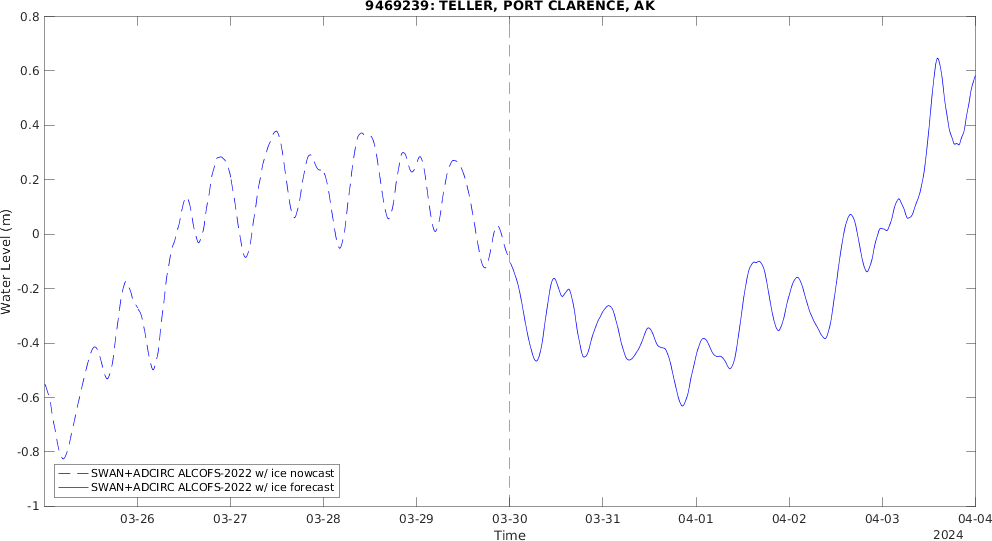 9469239: TELLER, PORT CLARENCE, AK
0.8
0.6
0.4
0.2
0
-0.2
-0.4
-0.6
-0.8
-1
Water Level (m)
SWAN+ADCIRC ALCOFS-2022 w/ ice nowcast
SWAN+ADCIRC ALCOFS-2022 w/ ice forecast
03-26 03-27 03-28 03-29 03-30 03-31 04-01 04-02 04-03 04-04
Time
2024